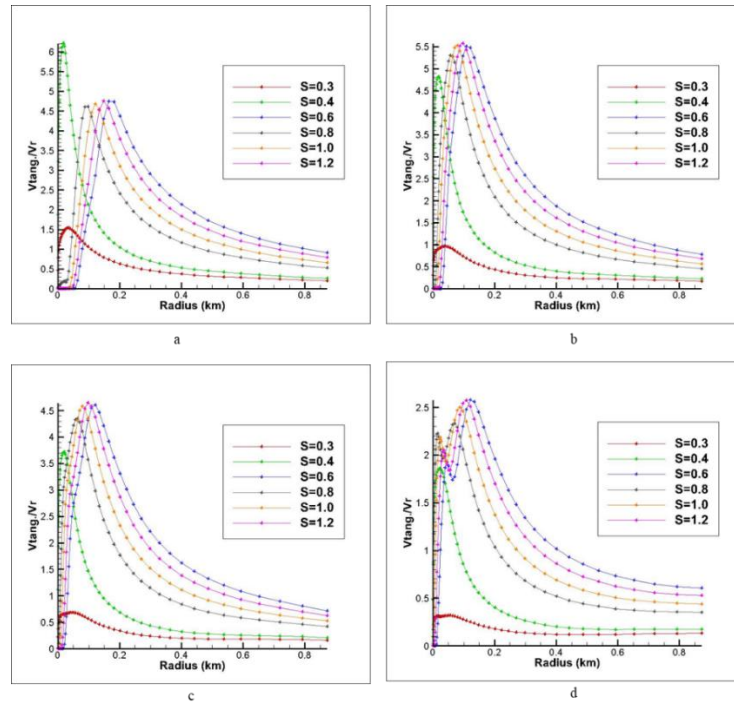 Vtang./Vr
6
5.5
5
4.5
4
3.5
3
2.5
2
1.5
1
0.5
0
0 0.2 0.4 0.6 0.8
Radius (km)
S=0.3
S=0.4
S=0.6
S=0.8
S=1.0
S=1.2
a
Vtang./Vr
5.5
5
4.5
4
3.5
3
2.5
2
1.5
1
0.5
0
0 0.2 0.4 0.6 0.8
Radius (km)
S=0.3
S=0.4
S=0.6
S=0.8
S=1.0
S=1.2
b
Vtang./Vr
4.5
4
3.5
3
2.5
2
1.5
1
0.5
0
0 0.2 0.4 0.6 0.8
Radius (km)
S=0.3
S=0.4
S=0.6
S=0.8
S=1.0
S=1.2
c
Vtang./Vr
2.5
2
1.5
1
0.5
0
0 0.2 0.4 0.6 0.8
Radius (km)
S=0.3
S=0.4
S=0.6
S=0.8
S=1.0
S=1.2
d